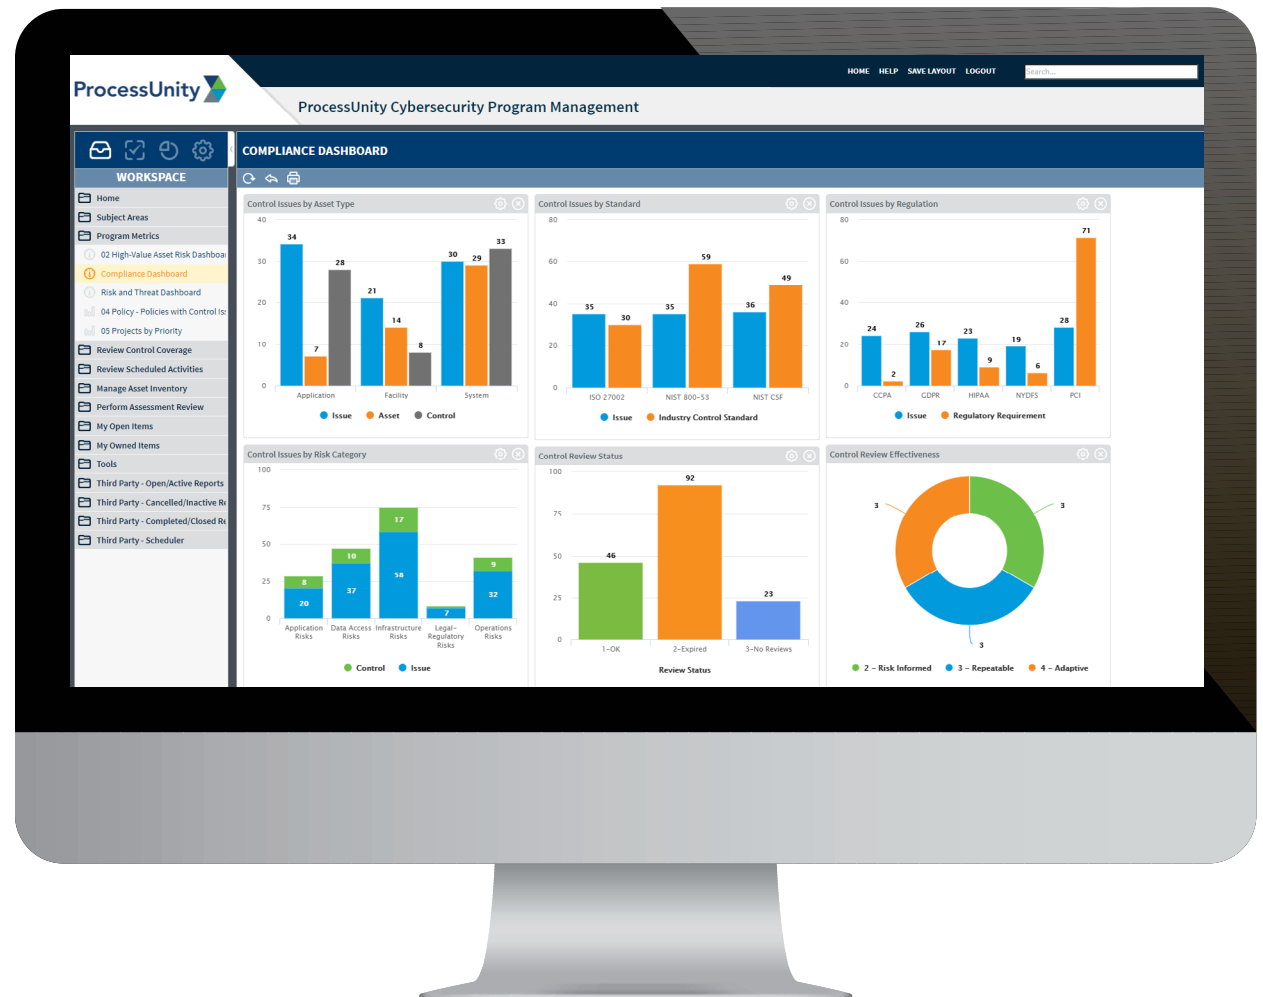 ProcessUnity
HOME HELP SAVE LAYOUT LOGOUT
Search...
ProcessUnity Cybersecurity Program Management
COMPLIANCE DASHBOARD
WORKSPACE
Home
Subject Areas
Program Metrics
02 High-Value Asset Risk Dashboar
Compliance Dashboard
Risk and Threat Dashboard
04 Policy - Policies with Control Is
05 Projects by Priority
Review Control Coverage
Review Scheduled Activities
Manage Asset Inventory
Perform Assessment Review
My Open Items
My Owned Items
Tools
Third Party - Open/Active Reports
Third Party - Cancelled/Inactive Re
Third Party - Completed/Closed Re
Third Party - Scheduler
Control Issues by Asset Type
40
30
20
10
0
34 7 28
21 14 8
30 29 33
Application Facility System
Issue Asset Control
Control Issues by Standard
80
60
40
20
0
35 30
35 59
36 49
ISO 27002 NIST 800-53 NIST CSF
Issue Industry Control Standard
Control Issues by Regulation
80
60
40
20
0
24 2
26 17
23 9
19 6
28 71
CCPA GDPR HIPAA NYDFS PCI
Issue Regulatory Requirement
Control Issues by Risk Category
100
75
50
25
0
8 20
10 37
17 58
7
9 32
Application Risks
Data Access Risks
Infrastructure Risks
Legal-Regulatory Risks
Operations Risks
Control Issue
Control Review Status
100
75
50
25
0
46 92 23
1-OK 2-Expired 3-No Reviews
Review Status
Control Review Effectiveness
3
3
3
2 - Risk Informed 3 - Repeatable 4 - Adaptive